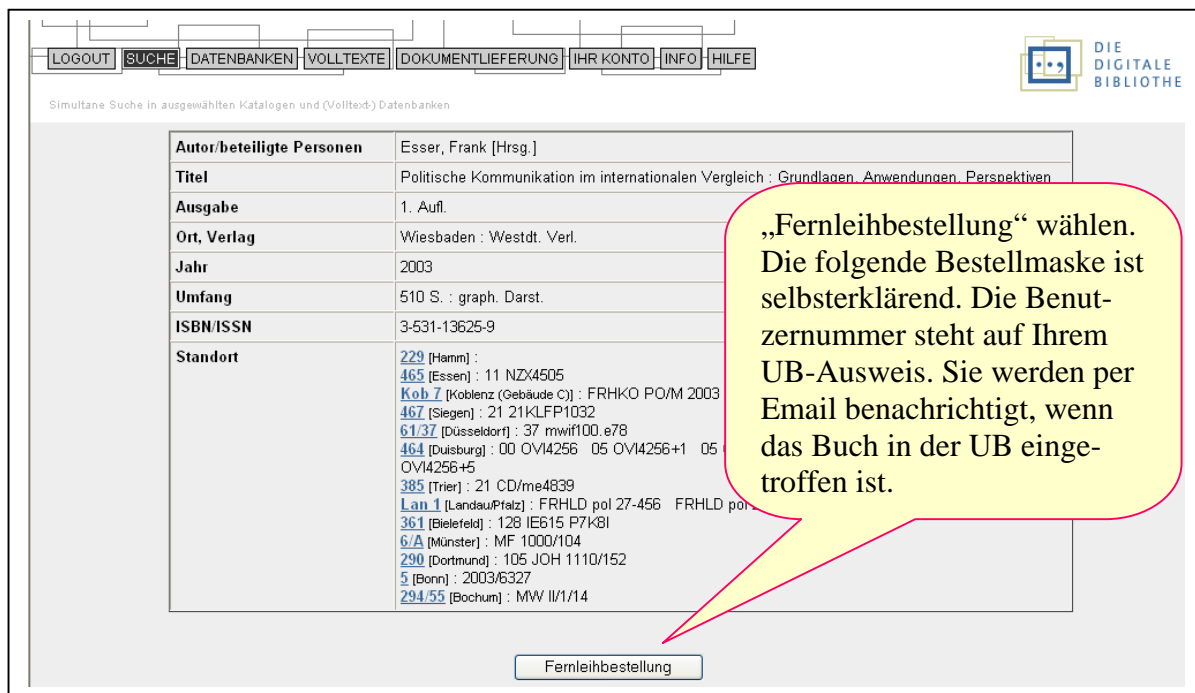 LOGOUT SUCHE DATENBANKEN VOLLTEXTE DOKUMENTLIEFERUNG IHR KONTO INFO HILFE
DIE
DIGITALE
BIBLIOTHE
Simultane Suche in ausgewählten Katalogen und (Volltext-) Datenbanken
Autor/beteiligte Personen Esser, Frank [Hrsg.]
Titel Politische Kommunikation im internationalen Vergleich : Grundlagen, Anwendungen, Perspektiven
Ausgabe 1. Aufl.
Ort, Verlag Wiesbaden : Westdt. Verl.
Jahr 2003
Umfang 510 S. : graph. Darst.
ISBN/ISSN 3-531-13625-9
Standort 229 [Hamm] :
465 [Essen] : 11 NZX4505
Kob 7 [Koblenz (Gebäude C)] : FRHKO PO/M 2003
467 [Siegen] : 21 21KLFP1032
61/37 [Düsseldorf] : 37 mwif100.e78
464 [Duisburg] : 00 OVI4256 05 OVI4256+1 05
OVI4256+5
385 [Trier] : 21 CD/me4839
Lan 1 [Landau/Pfalz] : FRHLD pol 27-456 FRHLD pol
361 [Bielefeld] : 128 IE615 P7K8I
6/A [Münster] : MF 1000/104
290 [Dortmund] : 105 JOH 1110/152
5 [Bonn] : 2003/6327
294/55 [Bochum] : MW II/1/14
„Fernleihbestellung“ wählen.
Die folgende Bestellmaske ist
selbsterklärend. Die Benut-
zernummer steht auf Ihrem
UB-Ausweis. Sie werden per
Email benachrichtigt, wenn
das Buch in der UB einge-
troffen ist.
Fernleihbestellung